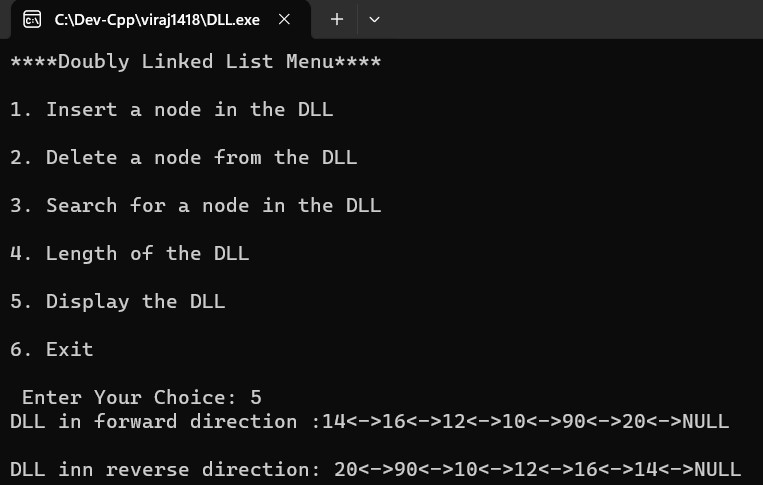 C:\Dev-Cpp\viraj1418\DLL.exe
****Doubly Linked List Menu****
1. Insert a node in the DLL
2. Delete a node from the DLL
3. Search for a node in the DLL
4. Length of the DLL
5. Display the DLL
6. Exit
Enter Your Choice: 5
DLL in forward direction :14<->16<->12<->10<->90<->20<->NULL
DLL inn reverse direction: 20<->90<->10<->12<->16<->14<->NULL